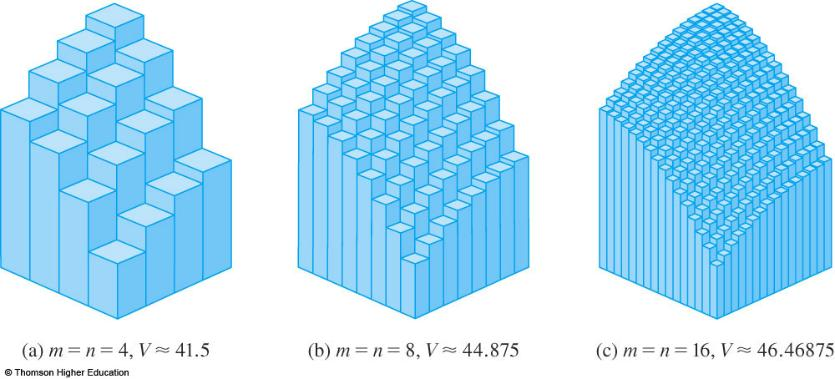 (a) m = n = 4, V ≈ 41.5
(b) m = n = 8, V ≈ 44.875
(c) m = n = 16, V ≈ 46.46875
© Thomson Higher Education